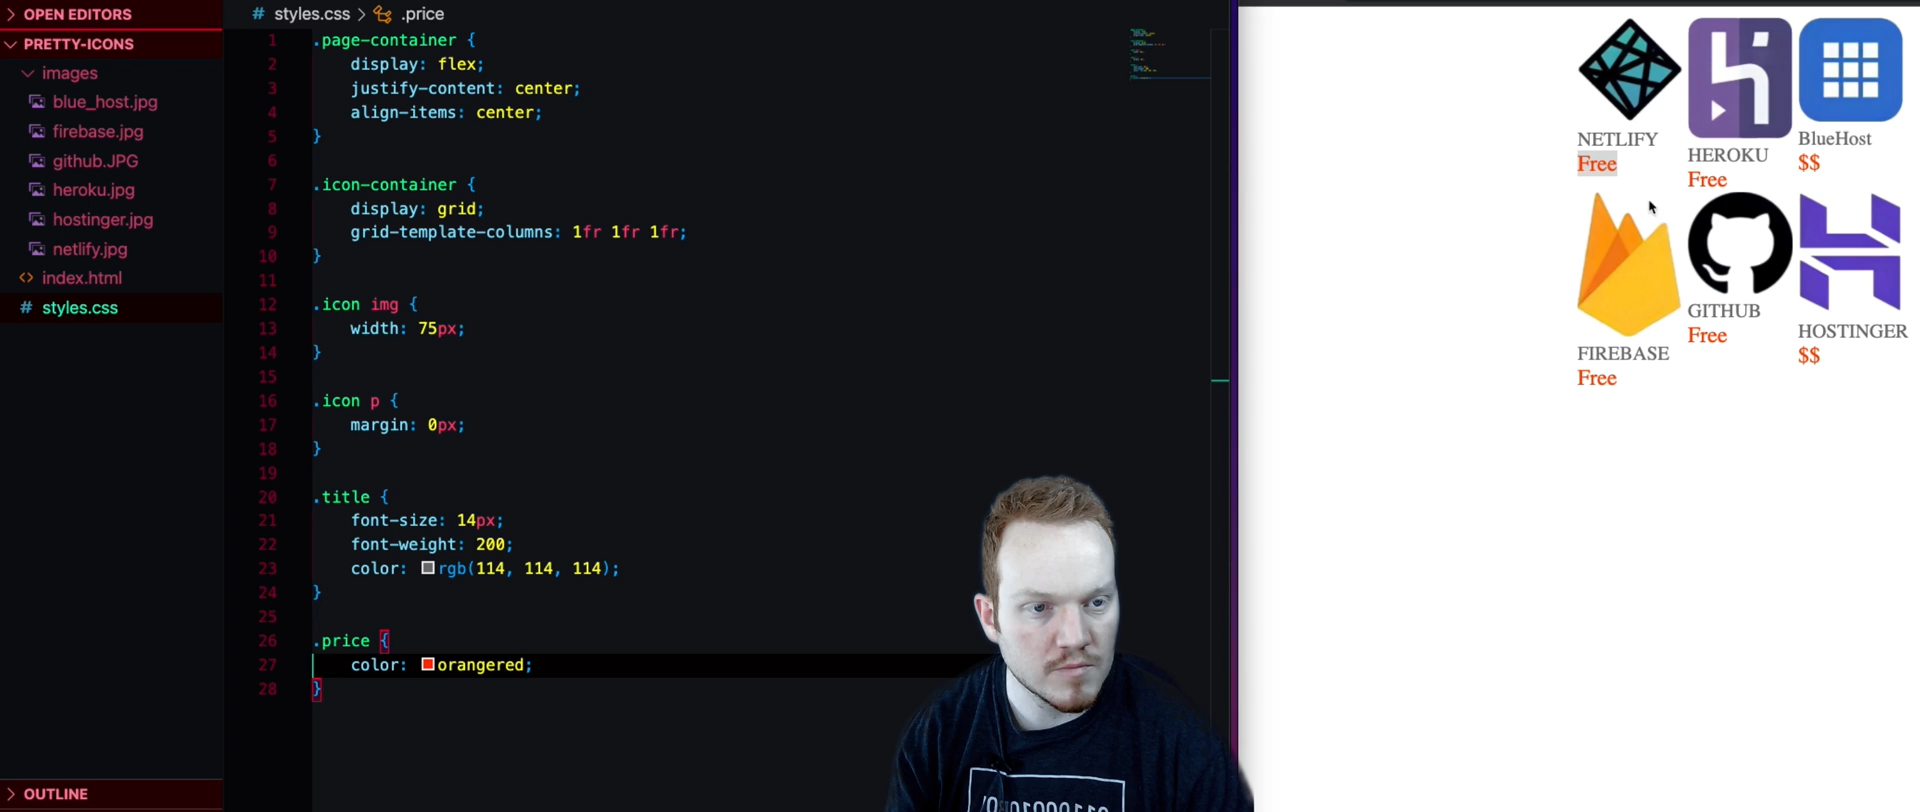 OPEN EDITORS
PRETTY-ICONS
images
blue_host.jpg
firebase.jpg
github.JPG
heroku.jpg
hostinger.jpg
netlify.jpg
<> index.html
# styles.css
OUTLINE
# styles.css > .price
1 .page-container {
2 display: flex;
3 justify-content: center;
4 align-items: center;
5 }
6
7 .icon-container {
8 display: grid;
9 grid-template-columns: 1fr 1fr 1fr;
10 }
11
12 .icon img {
13 width: 75px;
14 }
15
16 .icon p {
17 margin: 0px;
18 }
19
20 .title {
21 font-size: 14px;
22 font-weight: 200;
23 color: rgb(114, 114, 114);
24 }
25
26 .price {
27 color: orangered;
28 }
NETLIFY
Free
HEROKU
Free
BlueHost
$$
FIREBASE
Free
GITHUB
Free
HOSTINGER
$$